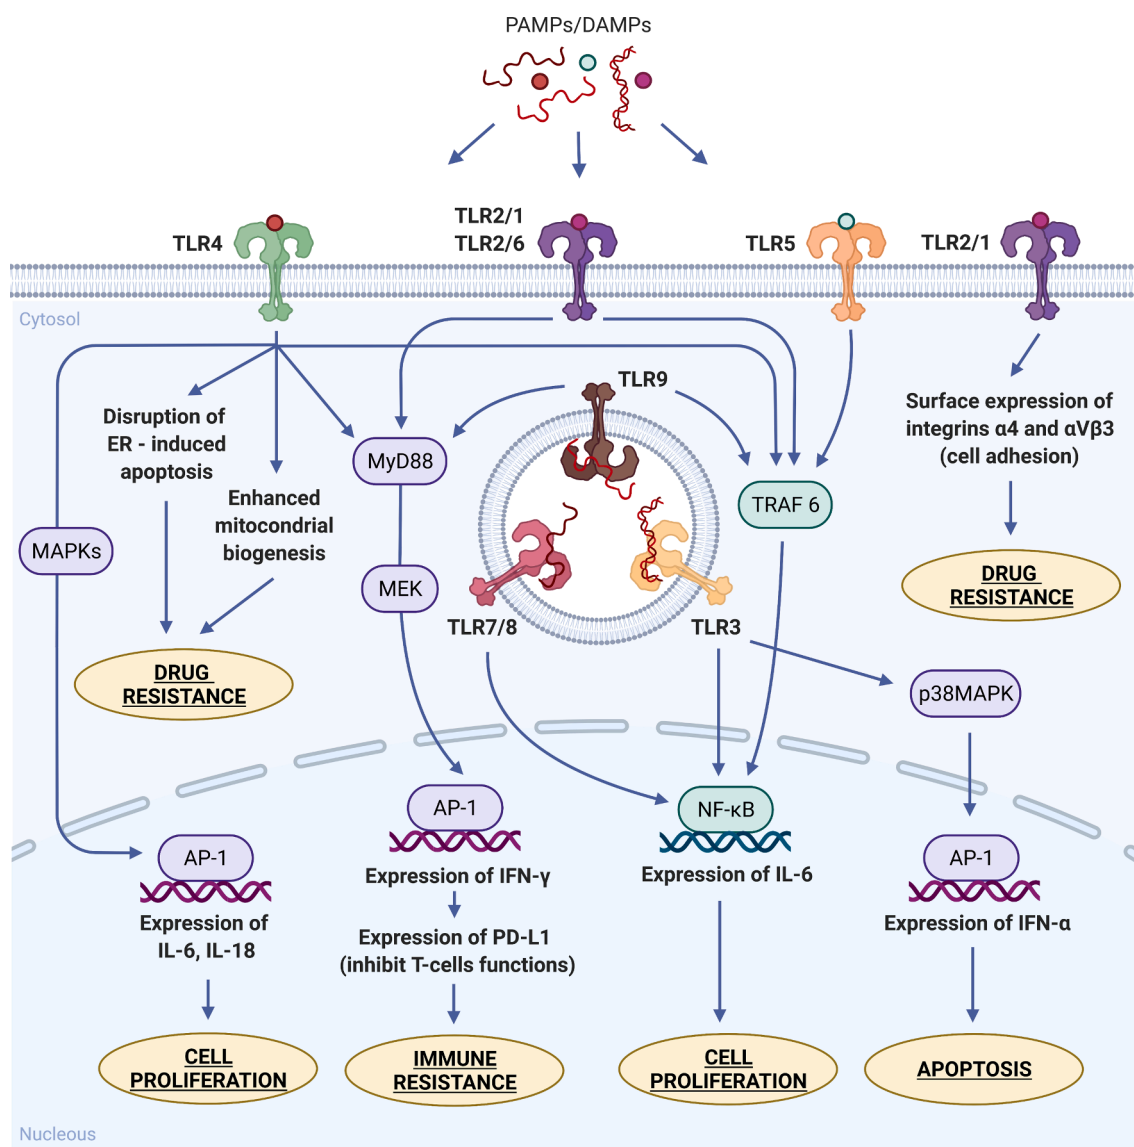 PAMPs/DAMPs
TLR4
TLR2/1
TLR2/6
TLR5
TLR2/1
Cytosol
TLR9
Disruption of
ER - induced
apoptosis
Enhanced
mitocondrial
biogenesis
MAPKs
MyD88
MEK
TRAF 6
Surface expression of
integrins α4 and αVβ3
(cell adhesion)
DRUG
RESISTANCE
TLR7/8
TLR3
DRUG
RESISTANCE
p38MAPK
AP-1
Expression of
IL-6, IL-18
CELL
PROLIFERATION
AP-1
Expression of IFN-γ
Expression of PD-L1
(inhibit T-cells functions)
IMMUNE
RESISTANCE
NF-κB
Expression of IL-6
CELL
PROLIFERATION
AP-1
Expression of IFN-α
APOPTOSIS
Nucleous